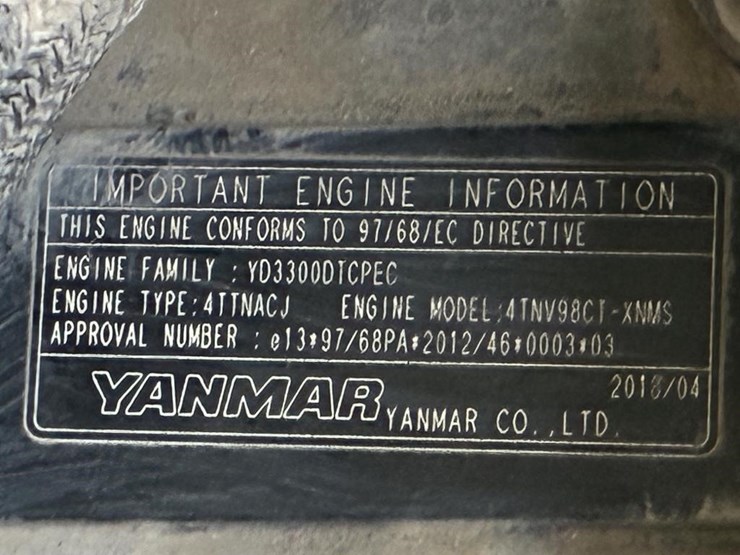 IMPORTANT ENGINE INFORMATION
THIS ENGINE CONFORMS TO 97/68/EC DIRECTIVE
ENGINE FAMILY : YD3300DTCPEC
ENGINE TYPE:4TTNACJ ENGINE MODEL:4TNV98CT-XNMS
APPROVAL NUMBER : e13*97/68PA*2012/46*0003*03
2018/04
YANMAR YANMAR CO.,LTD.